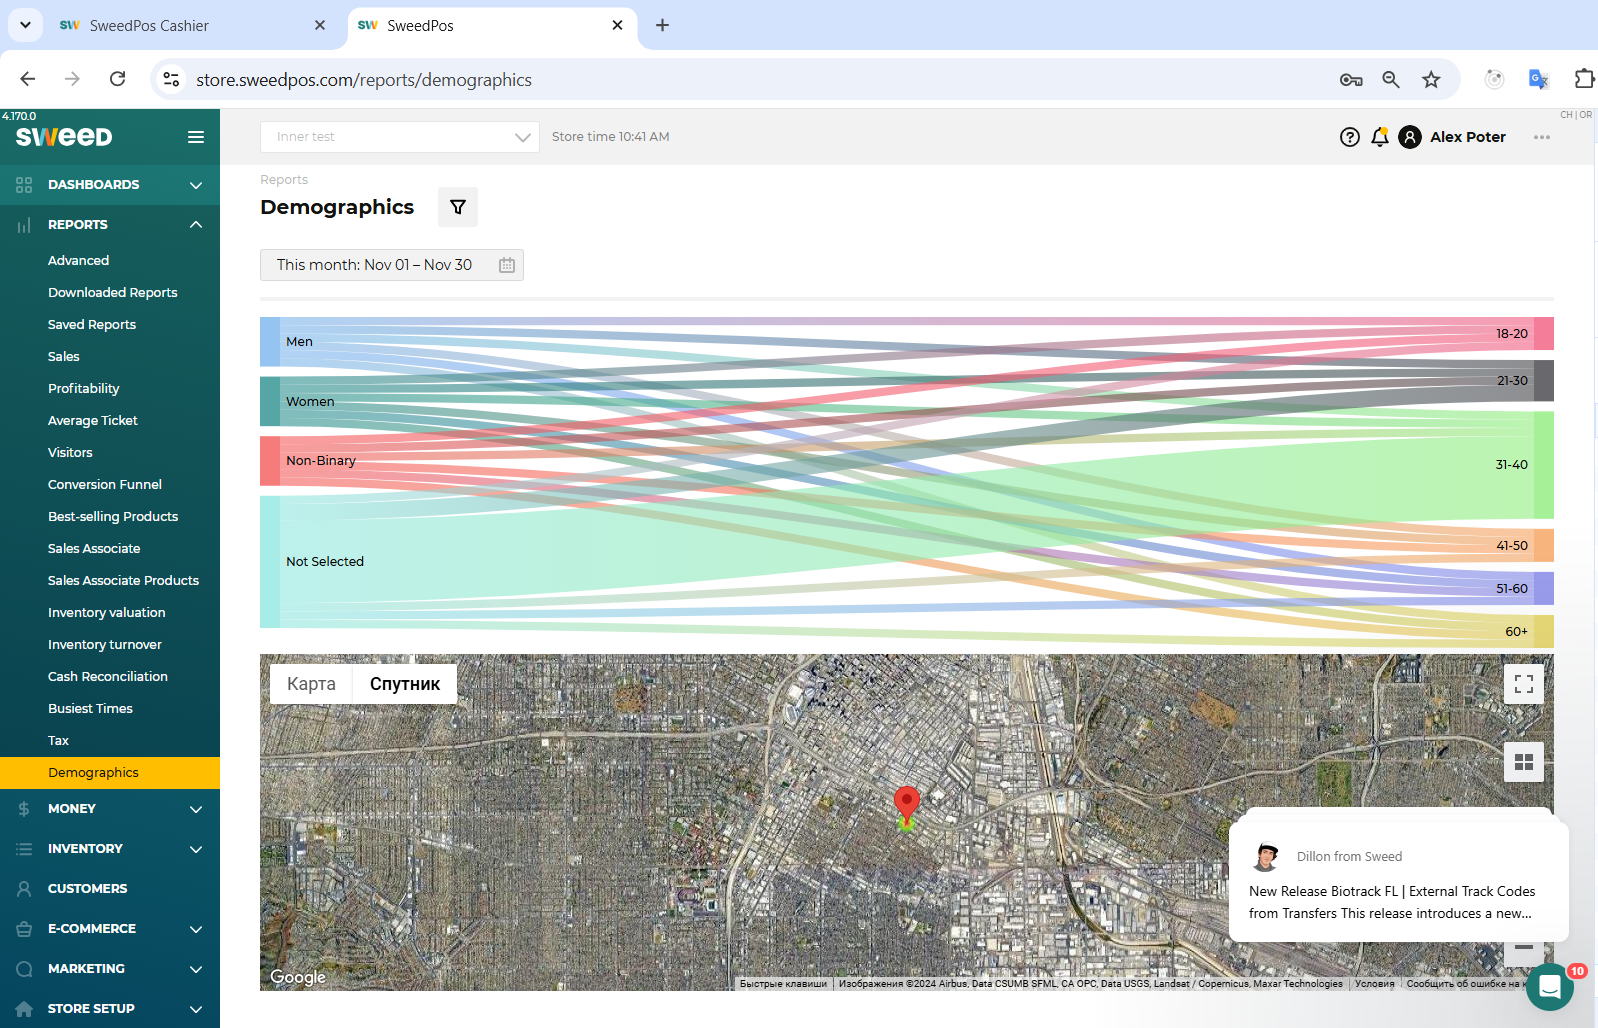 SweedPos Cashier
SweedPos
store.sweedpos.com/reports/demographics
4.170.0
sweed
Inner test
Store time 10:41 AM
Alex Poter
CH | OR
DASHBOARDS
REPORTS
Advanced
Downloaded Reports
Saved Reports
Sales
Profitability
Average Ticket
Visitors
Conversion Funnel
Best-selling Products
Sales Associate
Sales Associate Products
Inventory valuation
Inventory turnover
Cash Reconciliation
Busiest Times
Tax
Demographics
MONEY
INVENTORY
CUSTOMERS
E-COMMERCE
MARKETING
STORE SETUP
Reports
Demographics
This month: Nov 01 – Nov 30
Men
Women
Non-Binary
Not Selected
18-20
21-30
31-40
41-50
51-60
60+
Карта
Спутник
Dillon from Sweed
New Release Biotrack FL | External Track Codes
from Transfers This release introduces a new...
Google
Быстрые клавиши
Изображения ©2024 Airbus, Data CSUMB SFML, CA OPC, Data USGS, Landsat / Copernicus, Maxar Technologies
Условия
Сообщить об ошибке на к
10